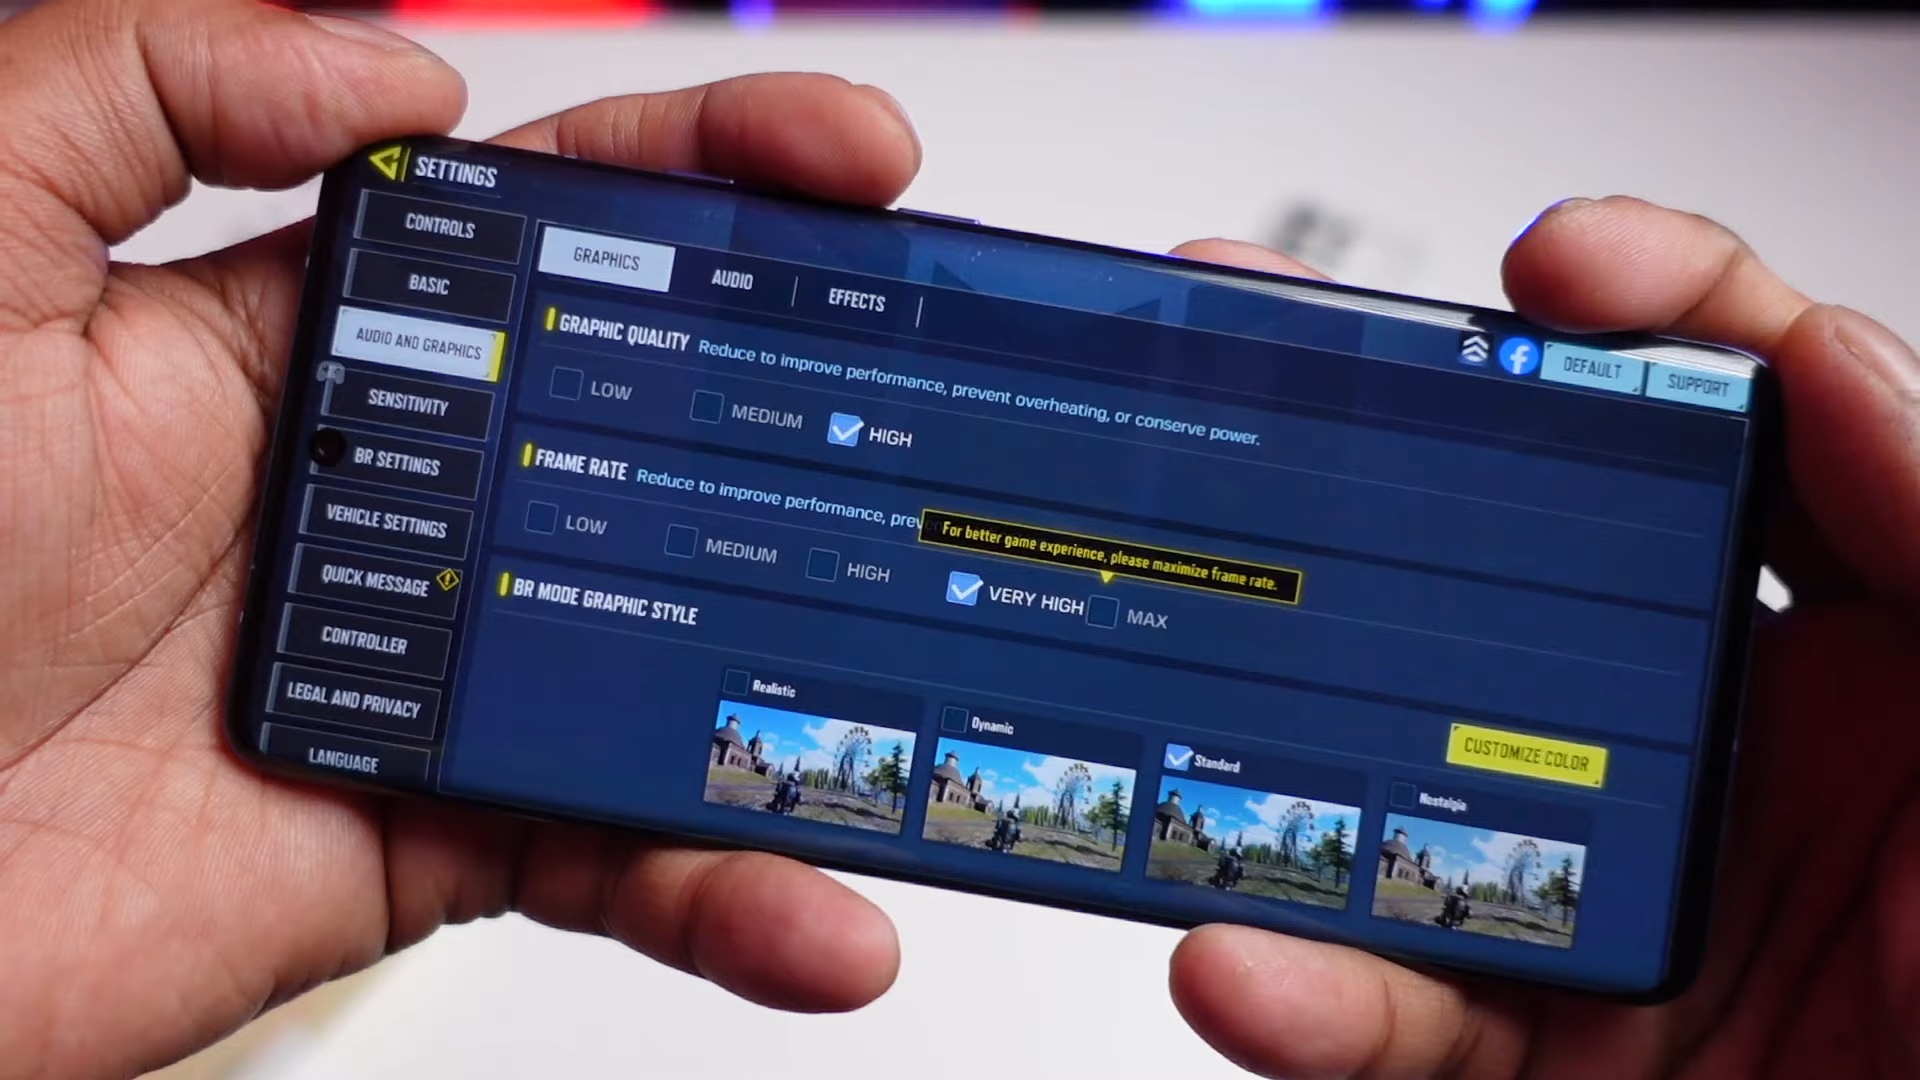 SETTINGS
CONTROLS
BASIC
AUDIO AND GRAPHICS
SENSITIVITY
BR SETTINGS
VEHICLE SETTINGS
QUICK MESSAGE
CONTROLLER
LEGAL AND PRIVACY
LANGUAGE
GRAPHICS
AUDIO
EFFECTS
DEFAULT
SUPPORT
GRAPHIC QUALITY Reduce to improve performance, prevent overheating, or conserve power.
LOW MEDIUM HIGH
FRAME RATE Reduce to improve performance,
For better game experience, please maximize frame rate.
LOW MEDIUM HIGH VERY HIGH MAX
BR MODE GRAPHIC STYLE
CUSTOMIZE COLOR
Realistic Dynamic Standard Nostalgia